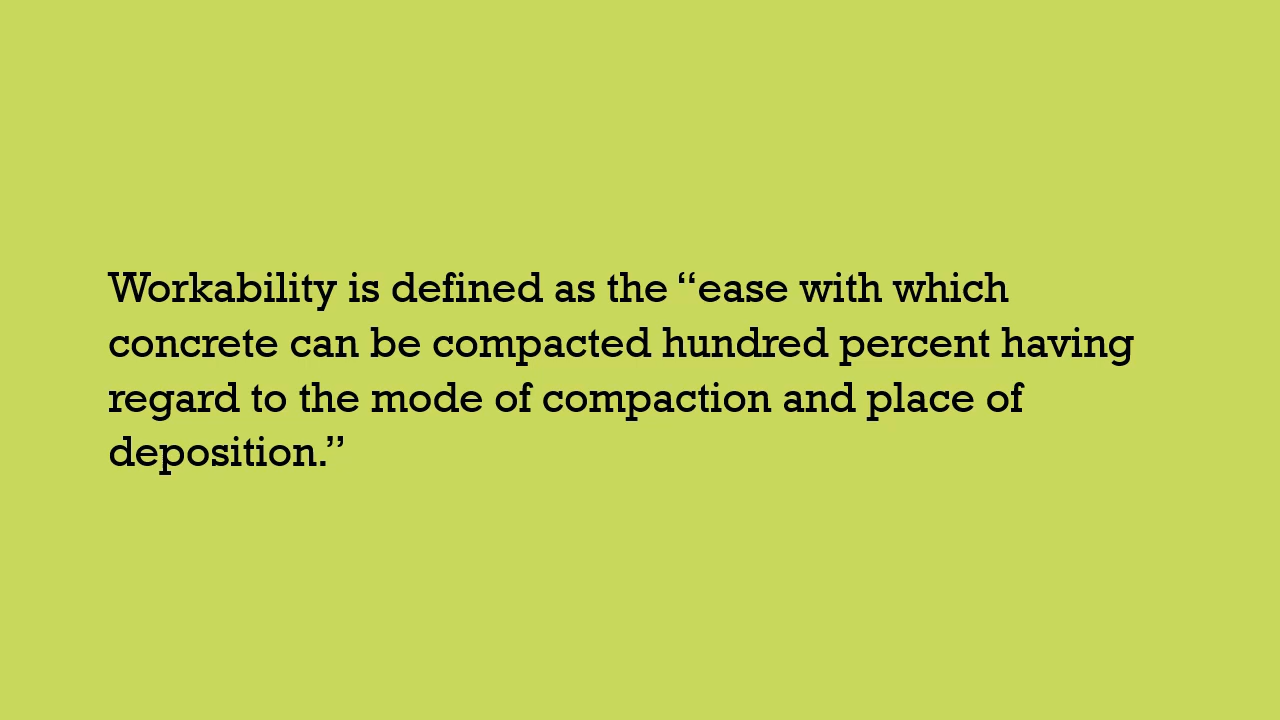 Workability is defined as the “ease with which
concrete can be compacted hundred percent having
regard to the mode of compaction and place of
deposition.”